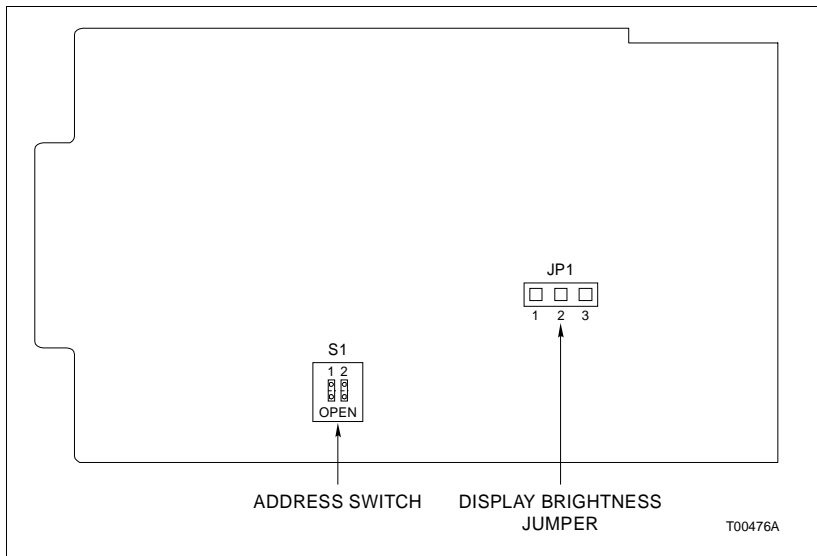 JP1
1 2 3
S1
1 2
OPEN
ADDRESS SWITCH
DISPLAY BRIGHTNESS
JUMPER
T00476A